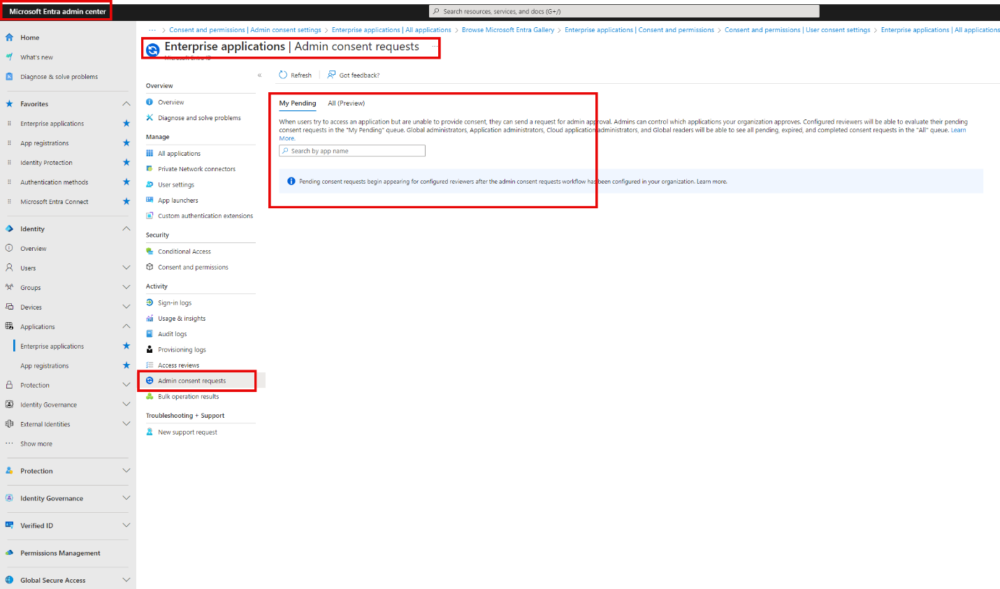 Microsoft Entra admin center
Search resources, services, and docs (G+/)
Home
What's new
Diagnose & solve problems
Favorites
Enterprise applications
App registrations
Identity Protection
Authentication methods
Microsoft Entra Connect
Identity
Overview
Users
Groups
Devices
Applications
Enterprise applications
App registrations
Protection
Identity Governance
External Identities
Show more
Protection
Identity Governance
Verified ID
Permissions Management
Global Secure Access
··· > Consent and permissions | Admin consent settings > Enterprise applications | All applications > Browse Microsoft Entra Gallery > Enterprise applications | Consent and permissions > Consent and permissions | User consent settings > Enterprise applications | All applications
Enterprise applications | Admin consent requests ···
Microsoft Entra ID
«
Overview
Overview
Diagnose and solve problems
Manage
All applications
Private Network connectors
User settings
App launchers
Custom authentication extensions
Security
Conditional Access
Consent and permissions
Activity
Sign-in logs
Usage & insights
Audit logs
Provisioning logs
Access reviews
Admin consent requests
Bulk operation results
Troubleshooting + Support
New support request
Refresh | Got feedback?
My Pending All (Preview)
When users try to access an application but are unable to provide consent, they can send a request for admin approval. Admins can control which applications your organization approves. Configured reviewers will be able to evaluate their pending
consent requests in the "My Pending" queue. Global administrators, Application administrators, Cloud application administrators, and Global readers will be able to see all pending, expired, and completed consent requests in the "All" queue. Learn
More.
Search by app name
Pending consent requests begin appearing for configured reviewers after the admin consent requests workflow has been configured in your organization. Learn more.